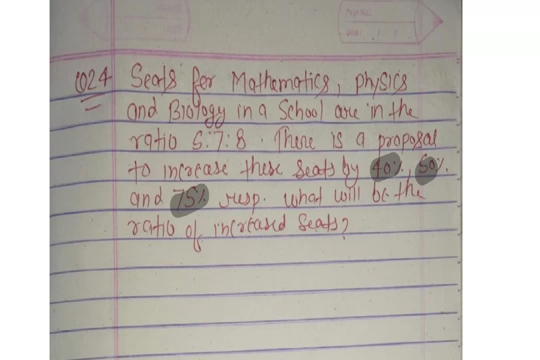 Q24 Seats for Mathematics, Physics
and Biology in a School are in the
ratio 5:7:8. There is a proposal
to increase these seats by 40%, 50%
and 75% resp. what will be the
ratio of increased seats?